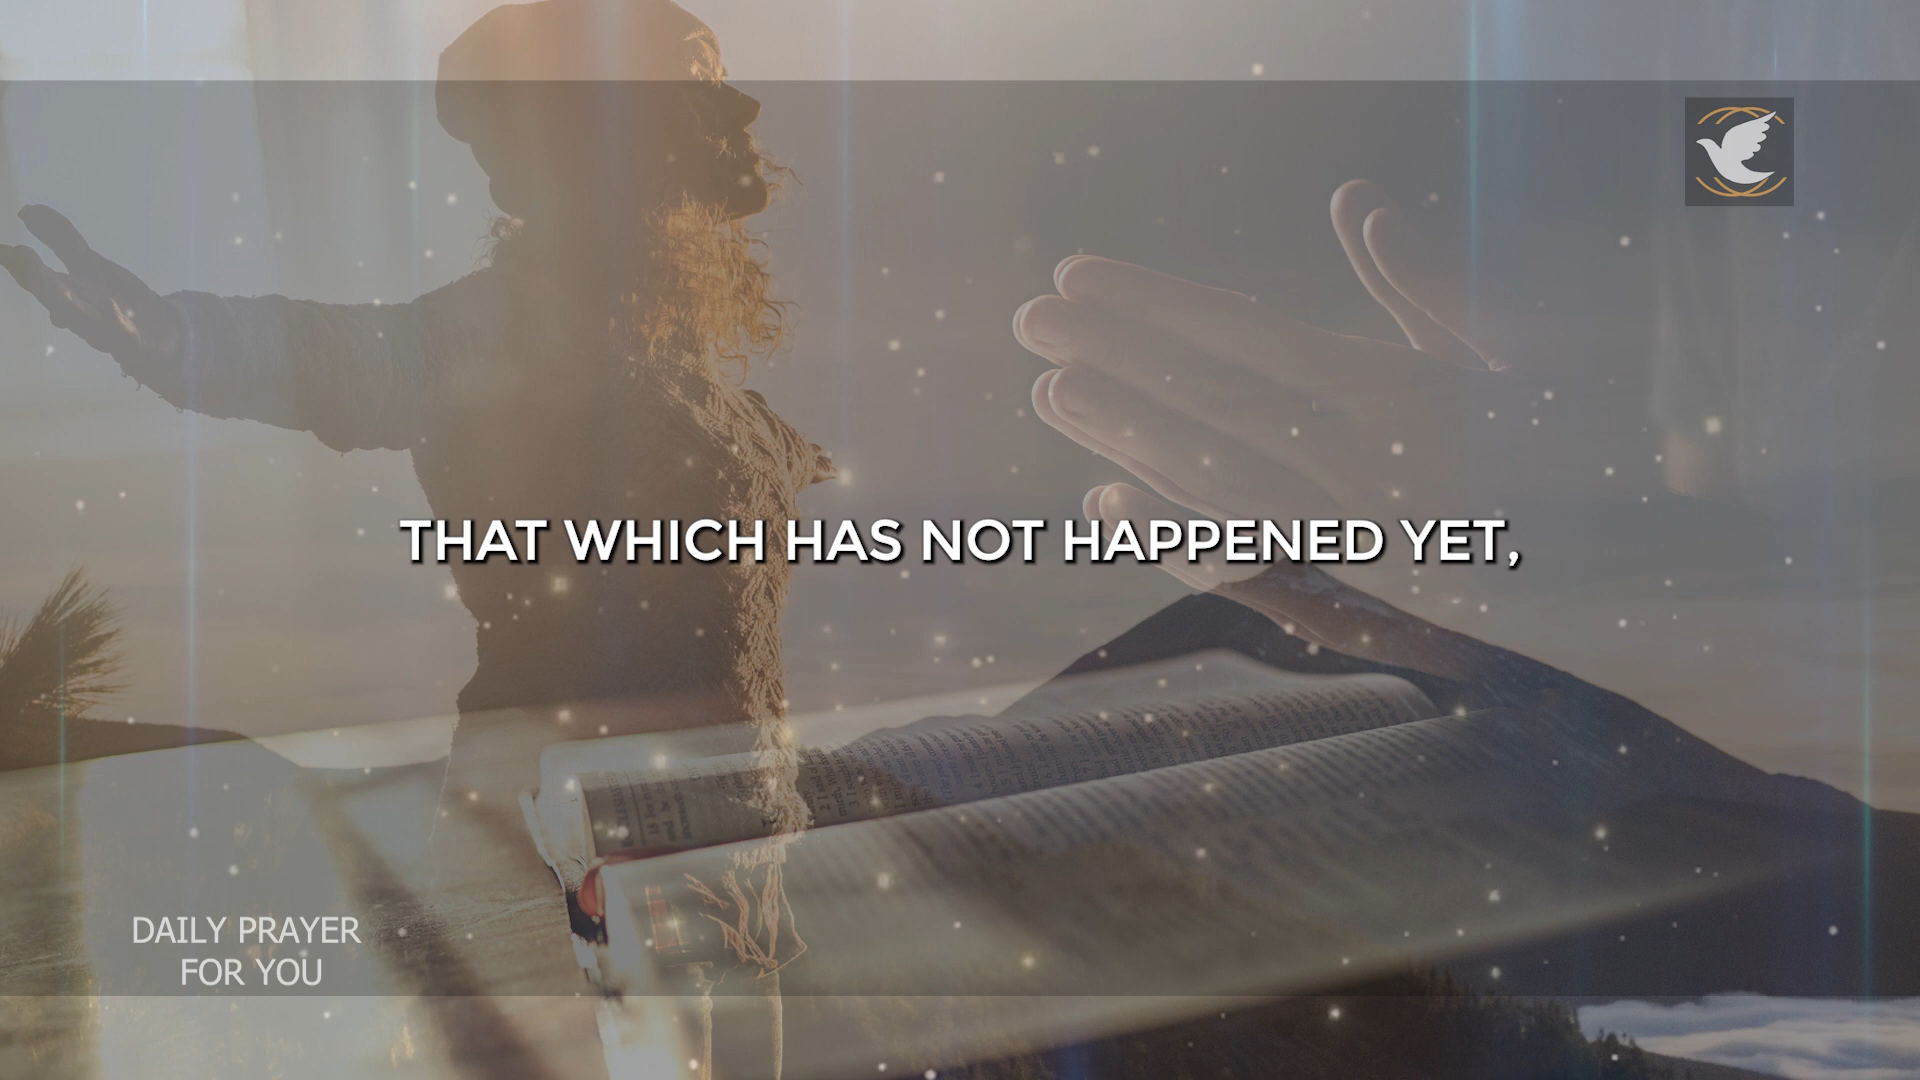 THAT WHICH HAS NOT HAPPENED YET,
DAILY PRAYER
FOR YOU